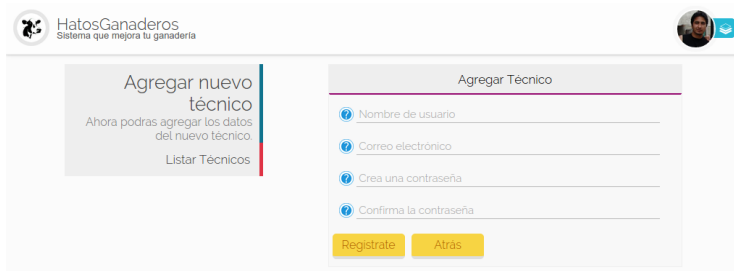 HatosGanaderos
Sistema que mejora tu ganadería
Agregar nuevo
técnico
Ahora podras agregar los datos
del nuevo técnico.
Listar Técnicos
Agregar Técnico
? Nombre de usuario
? Correo electrónico
? Crea una contraseña
? Confirma la contraseña
Regístrate Atrás